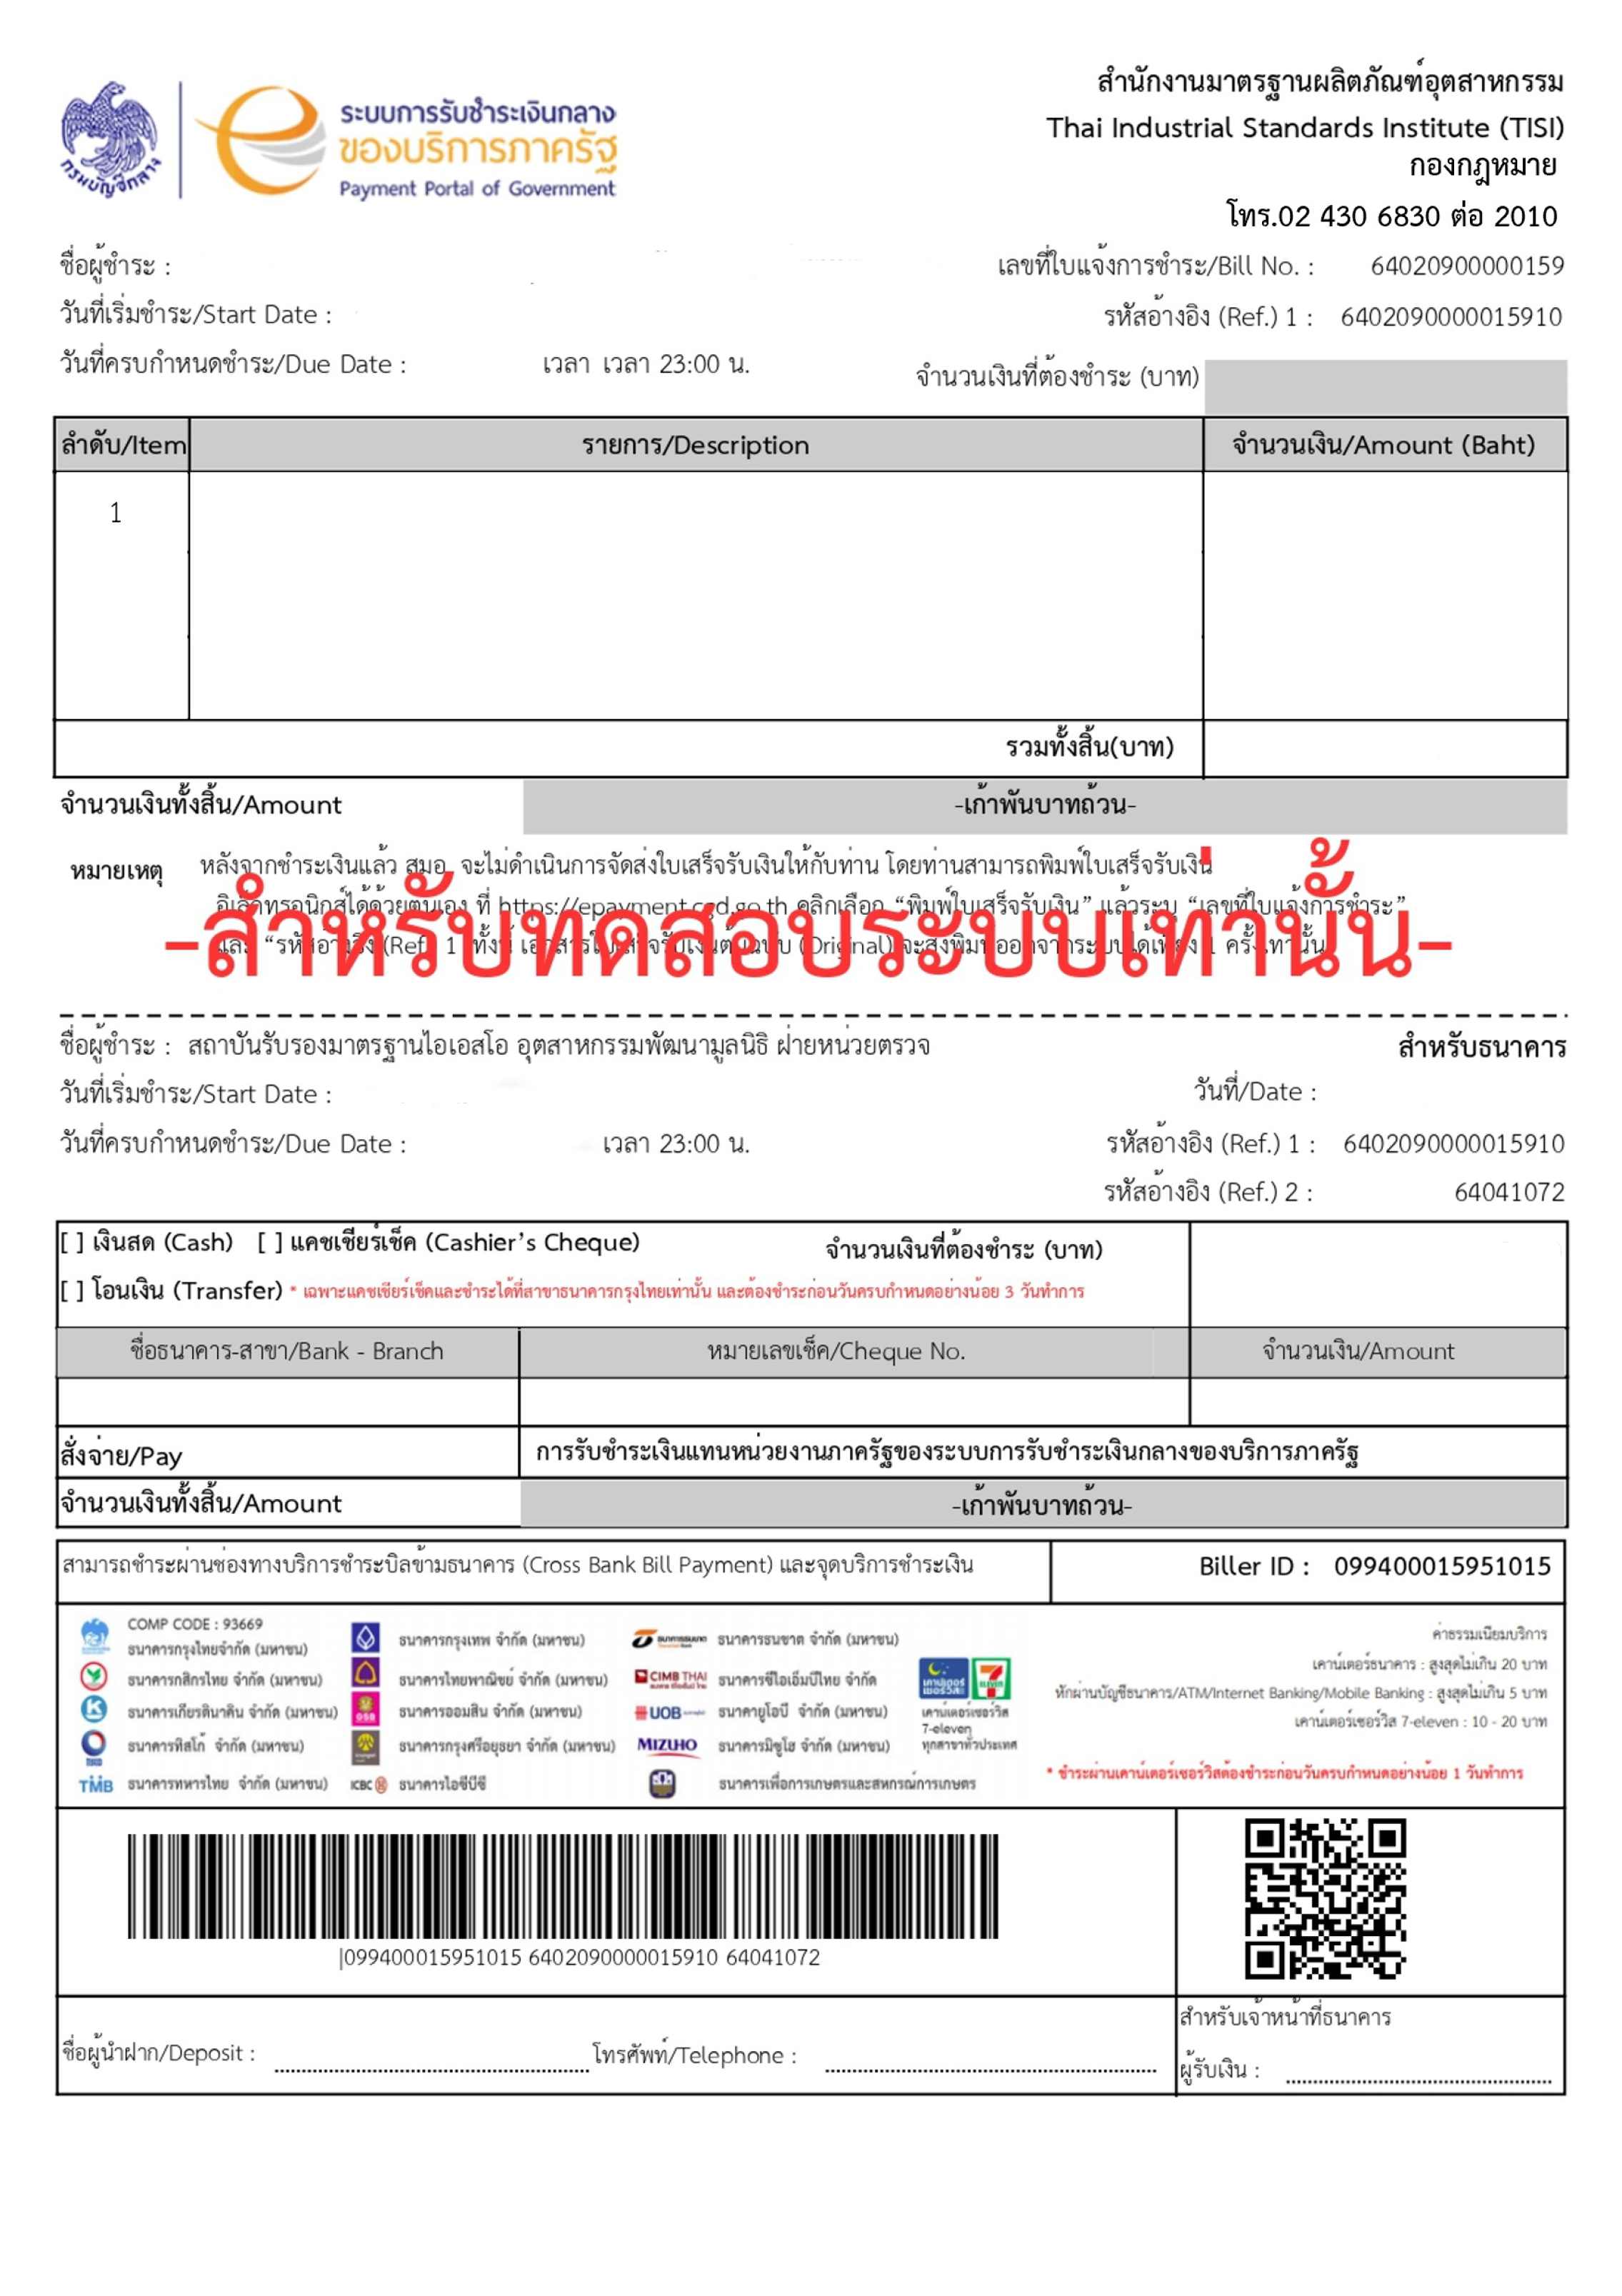 สำนักงานมาตรฐานผลิตภัณฑ์อุตสาหกรรม
Thai Industrial Standards Institute (TISI)
กองกฎหมาย
โทร.02 430 6830 ต่อ 2010
กรมบัญชีกลาง
ระบบการรับชำระเงินกลาง
ของบริการภาครัฐ
Payment Portal of Government
ชื่อผู้ชำระ : เลขที่ใบแจ้งการชำระ/Bill No. : 64020900000159
วันที่เริ่มชำระ/Start Date : รหัสอ้างอิง (Ref.) 1 : 6402090000015910
วันที่ครบกำหนดชำระ/Due Date : เวลา เวลา 23:00 น. จำนวนเงินที่ต้องชำระ (บาท)
ลำดับ/Item รายการ/Description จำนวนเงิน/Amount (Baht)
1
รวมทั้งสิ้น(บาท)
จำนวนเงินทั้งสิ้น/Amount -เก้าพันบาทถ้วน-
หมายเหตุ หลังจากชำระเงินแล้ว สมอ. จะไม่ดำเนินการจัดส่งใบเสร็จรับเงินให้กับท่าน โดยท่านสามารถพิมพ์ใบเสร็จรับเงิน
อิเล็กทรอนิกส์ได้ด้วยตนเอง ที่ https://epayment.cgd.go.th คลิกเลือก “พิมพ์ใบเสร็จรับเงิน” แล้วระบุ “เลขที่ใบแจ้งการชำระ”
และ “รหัสอ้างอิง (Ref.) 1” ทั้งนี้ เอกสารใบเสร็จรับเงินต้นฉบับ (Original) จะสั่งพิมพ์ออกจากระบบได้เพียง 1 ครั้งเท่านั้น
-สำหรับทดสอบระบบเท่านั้น-
ชื่อผู้ชำระ : สถาบันรับรองมาตรฐานไอเอสโอ อุตสาหกรรมพัฒนามูลนิธิ ฝ่ายหน่วยตรวจ สำหรับธนาคาร
วันที่เริ่มชำระ/Start Date : วันที่/Date :
วันที่ครบกำหนดชำระ/Due Date : เวลา 23:00 น. รหัสอ้างอิง (Ref.) 1 : 6402090000015910
รหัสอ้างอิง (Ref.) 2 : 64041072
[ ] เงินสด (Cash) [ ] แคชเชียร์เช็ค (Cashier’s Cheque) จำนวนเงินที่ต้องชำระ (บาท)
[ ] โอนเงิน (Transfer) * เฉพาะแคชเชียร์เช็คและชำระได้ที่สาขาธนาคารกรุงไทยเท่านั้น และต้องชำระก่อนวันครบกำหนดอย่างน้อย 3 วันทำการ
ชื่อธนาคาร-สาขา/Bank - Branch หมายเลขเช็ค/Cheque No. จำนวนเงิน/Amount
สั่งจ่าย/Pay การรับชำระเงินแทนหน่วยงานภาครัฐของระบบการรับชำระเงินกลางของบริการภาครัฐ
จำนวนเงินทั้งสิ้น/Amount -เก้าพันบาทถ้วน-
สามารถชำระผ่านช่องทางบริการชำระบิลข้ามธนาคาร (Cross Bank Bill Payment) และจุดบริการชำระเงิน Biller ID : 099400015951015
COMP CODE : 93669
ธนาคารกรุงไทยจำกัด (มหาชน)
ธนาคารกสิกรไทย จำกัด (มหาชน)
ธนาคารเกียรตินาคิน จำกัด (มหาชน)
TISCO ธนาคารทิสโก้ จำกัด (มหาชน)
TMB ธนาคารทหารไทย จำกัด (มหาชน)
ธนาคารกรุงเทพ จำกัด (มหาชน)
ธนาคารไทยพาณิชย์ จำกัด (มหาชน)
GSB ธนาคารออมสิน จำกัด (มหาชน)
ธนาคารกรุงศรีอยุธยา จำกัด (มหาชน)
ICBC ธนาคารไอซีบีซี
ธนาคารธนชาต ธนาคารธนชาต จำกัด (มหาชน)
CIMB THAI ธนาคารซีไอเอ็มบีไทย จำกัด
UOB ธนาคายูโอบี จำกัด (มหาชน)
MIZUHO ธนาคารมิซูโฮ จำกัด (มหาชน)
ธนาคารเพื่อการเกษตรและสหกรณ์การเกษตร
เคาน์เตอร์ เซอร์วิส 7 ELEVEN
เคาน์เตอร์เซอร์วิส
7-eleven
ทุกสาขาทั่วประเทศ
ค่าธรรมเนียมบริการ
เคาน์เตอร์ธนาคาร : สูงสุดไม่เกิน 20 บาท
หักผ่านบัญชีธนาคาร/ATM/Internet Banking/Mobile Banking : สูงสุดไม่เกิน 5 บาท
เคาน์เตอร์เซอร์วิส 7-eleven : 10 - 20 บาท
* ชำระผ่านเคาน์เตอร์เซอร์วิสต้องชำระก่อนวันครบกำหนดอย่างน้อย 1 วันทำการ
|099400015951015 6402090000015910 64041072
ชื่อผู้นำฝาก/Deposit : โทรศัพท์/Telephone :
สำหรับเจ้าหน้าที่ธนาคาร
ผู้รับเงิน :